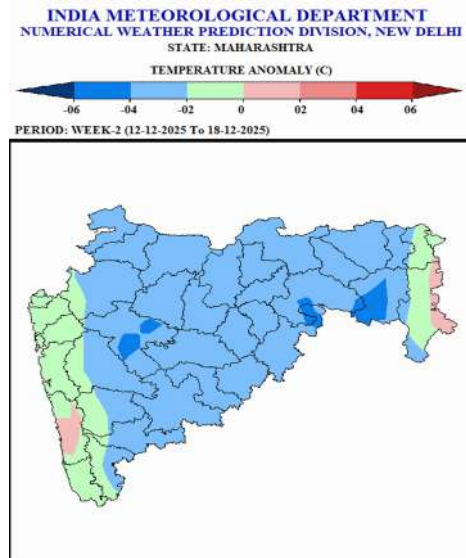 INDIA METEOROLOGICAL DEPARTMENT
NUMERICAL WEATHER PREDICTION DIVISION, NEW DELHI
STATE: MAHARASHTRA
TEMPERATURE ANOMALY (C)
-06 -04 -02 0 02 04 06
PERIOD: WEEK-2 (12-12-2025 To 18-12-2025)